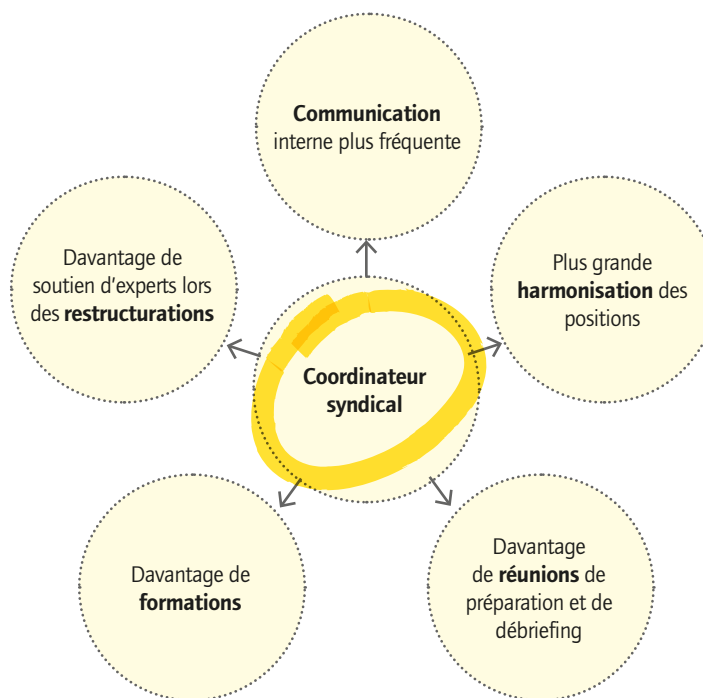 Communication
interne plus fréquente
Davantage de
soutien d'experts lors
des restructurations
Plus grande
harmonisation des
positions
Coordinateur
syndical
Davantage de
formations
Davantage
de réunions de
préparation et de
débriefing